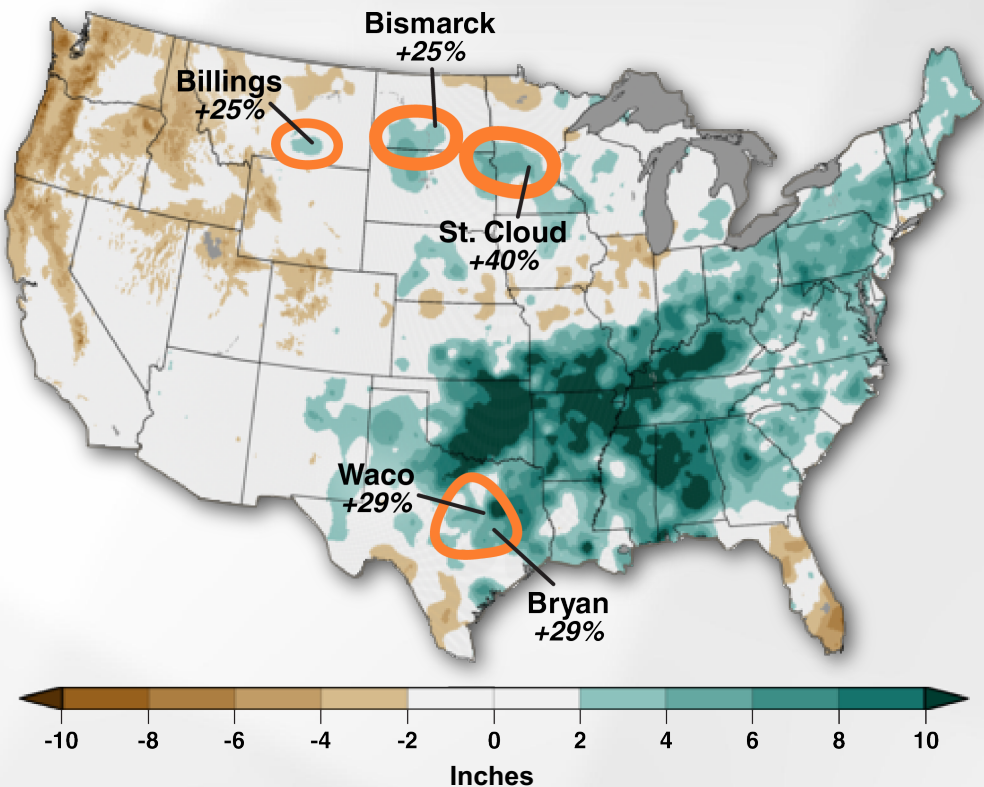 Bismarck
+25%
Billings
+25%
St. Cloud
+40%
Waco
+29%
Bryan
+29%
-10 -8 -6 -4 -2 0 2 4 6 8 10
Inches